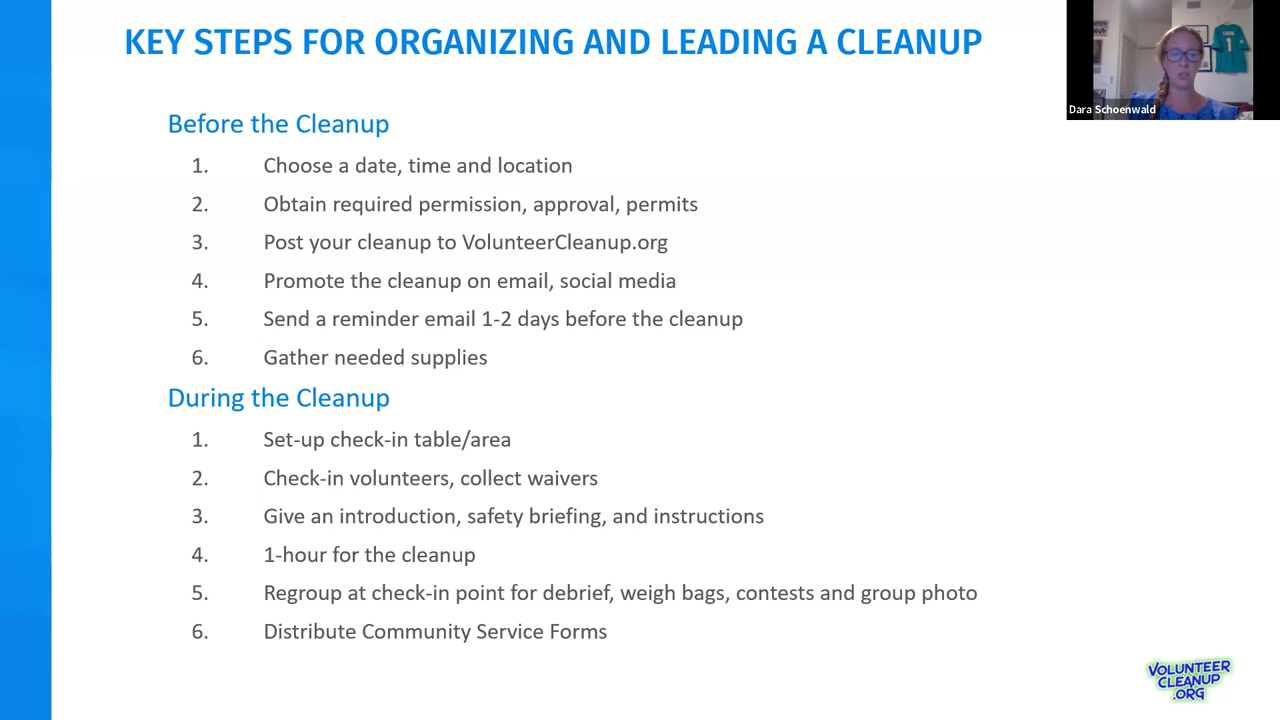 KEY STEPS FOR ORGANIZING AND LEADING A CLEANUP
Dara Schoenwald
Before the Cleanup
1. Choose a date, time and location
2. Obtain required permission, approval, permits
3. Post your cleanup to VolunteerCleanup.org
4. Promote the cleanup on email, social media
5. Send a reminder email 1-2 days before the cleanup
6. Gather needed supplies
During the Cleanup
1. Set-up check-in table/area
2. Check-in volunteers, collect waivers
3. Give an introduction, safety briefing, and instructions
4. 1-hour for the cleanup
5. Regroup at check-in point for debrief, weigh bags, contests and group photo
6. Distribute Community Service Forms
VOLUNTEER
CLEANUP
.ORG